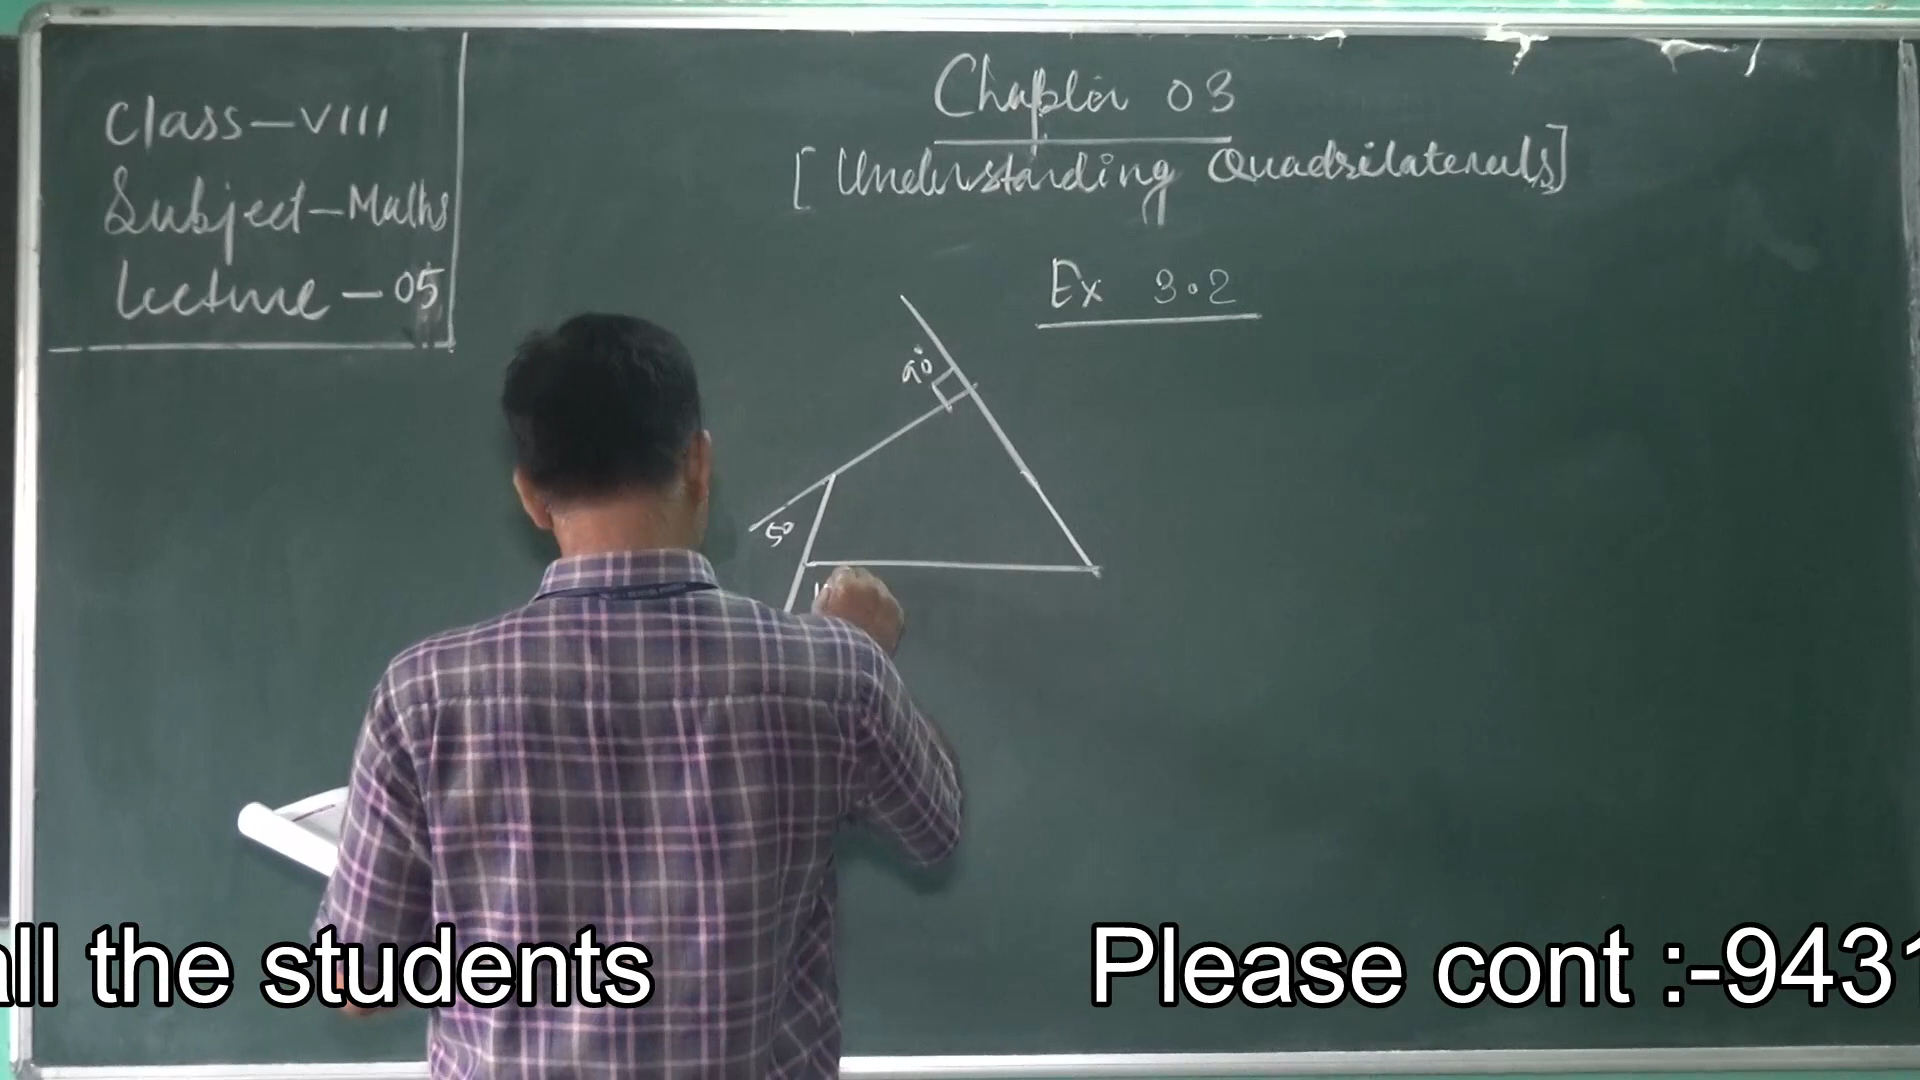 Class-VIII
Subject-Maths
Lecture-05
Chapter 03
[Understanding Quadrilaterals]
Ex 3.2
90°
50
all the students
Please cont :-9431